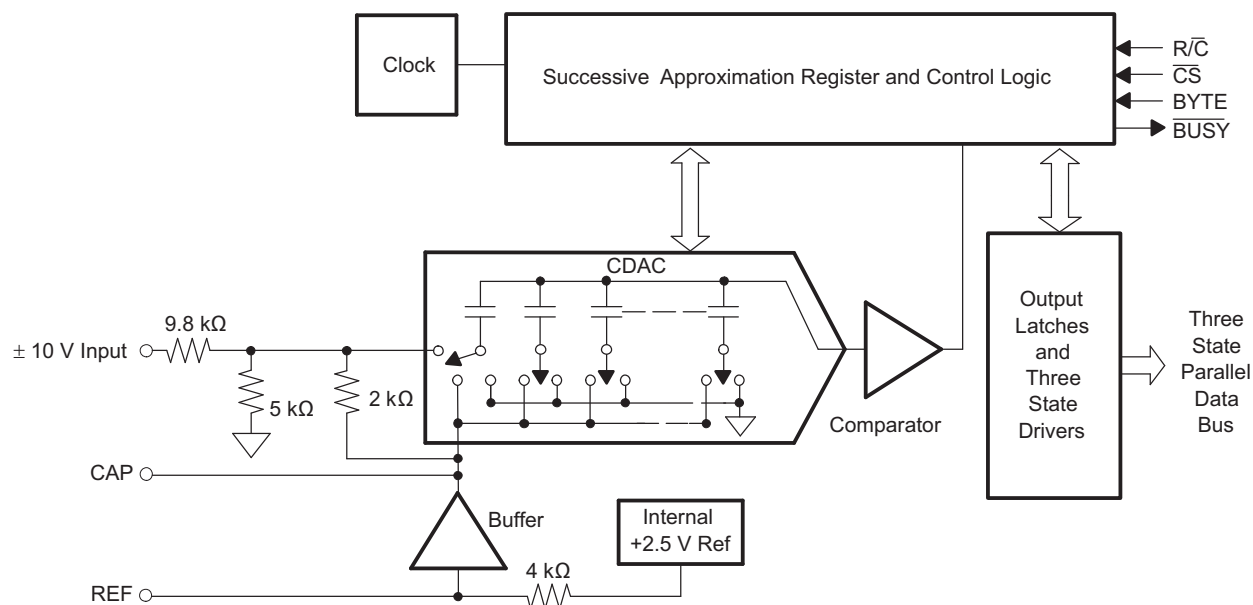 Clock
Successive Approximation Register and Control Logic
R/C̅
C̅S̅
BYTE
B̅U̅S̅Y̅
CDAC
9.8 kΩ
± 10 V Input
5 kΩ
2 kΩ
Comparator
Output
Latches
and
Three
State
Drivers
Three
State
Parallel
Data
Bus
CAP
Buffer
Internal
+2.5 V Ref
4 kΩ
REF